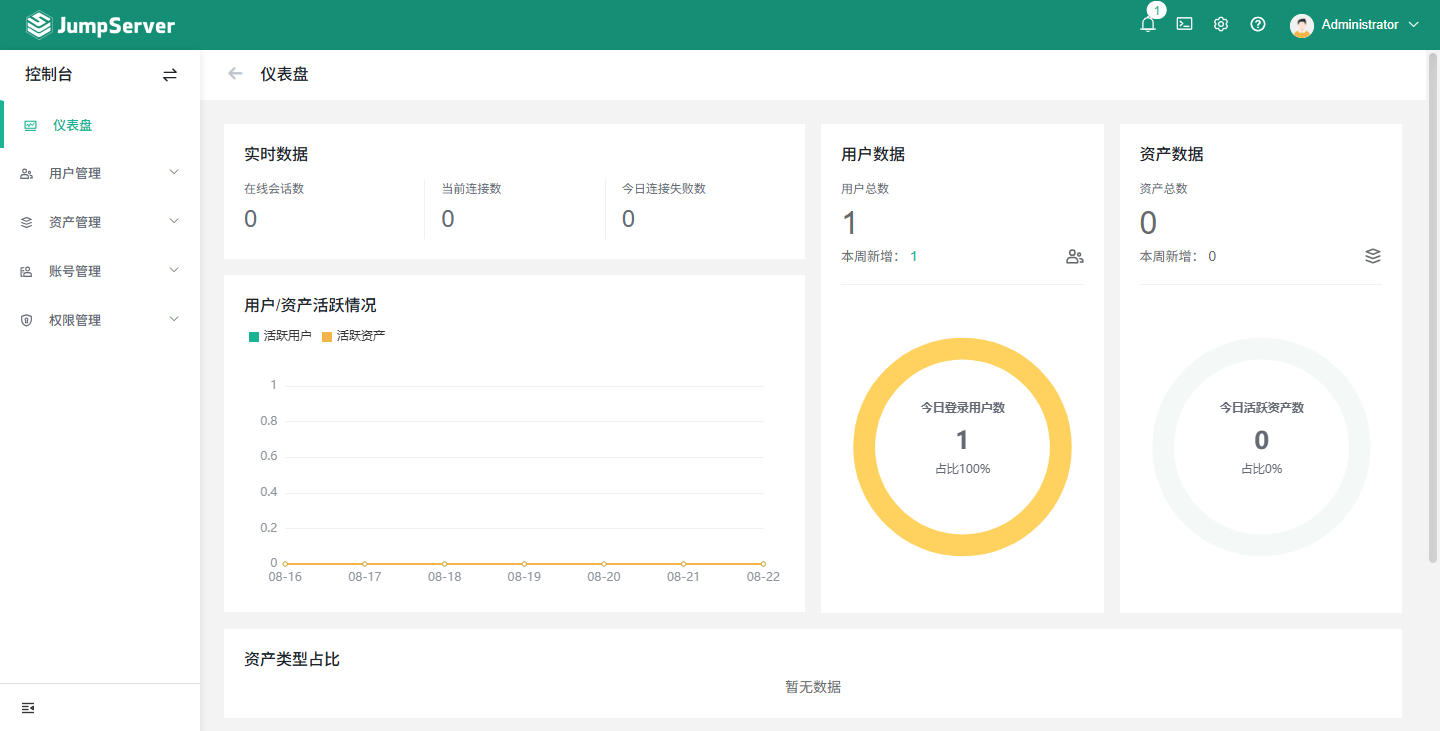 JumpServer
1
Administrator
控制台
仪表盘
仪表盘
用户管理
资产管理
账号管理
权限管理
实时数据
在线会话数 当前连接数 今日连接失败数
0 0 0
用户/资产活跃情况
活跃用户 活跃资产
1
0.8
0.6
0.4
0.2
0
08-16 08-17 08-18 08-19 08-20 08-21 08-22
用户数据
用户总数
1
本周新增： 1
今日登录用户数
1
占比100%
资产数据
资产总数
0
本周新增： 0
今日活跃资产数
0
占比0%
资产类型占比
暂无数据